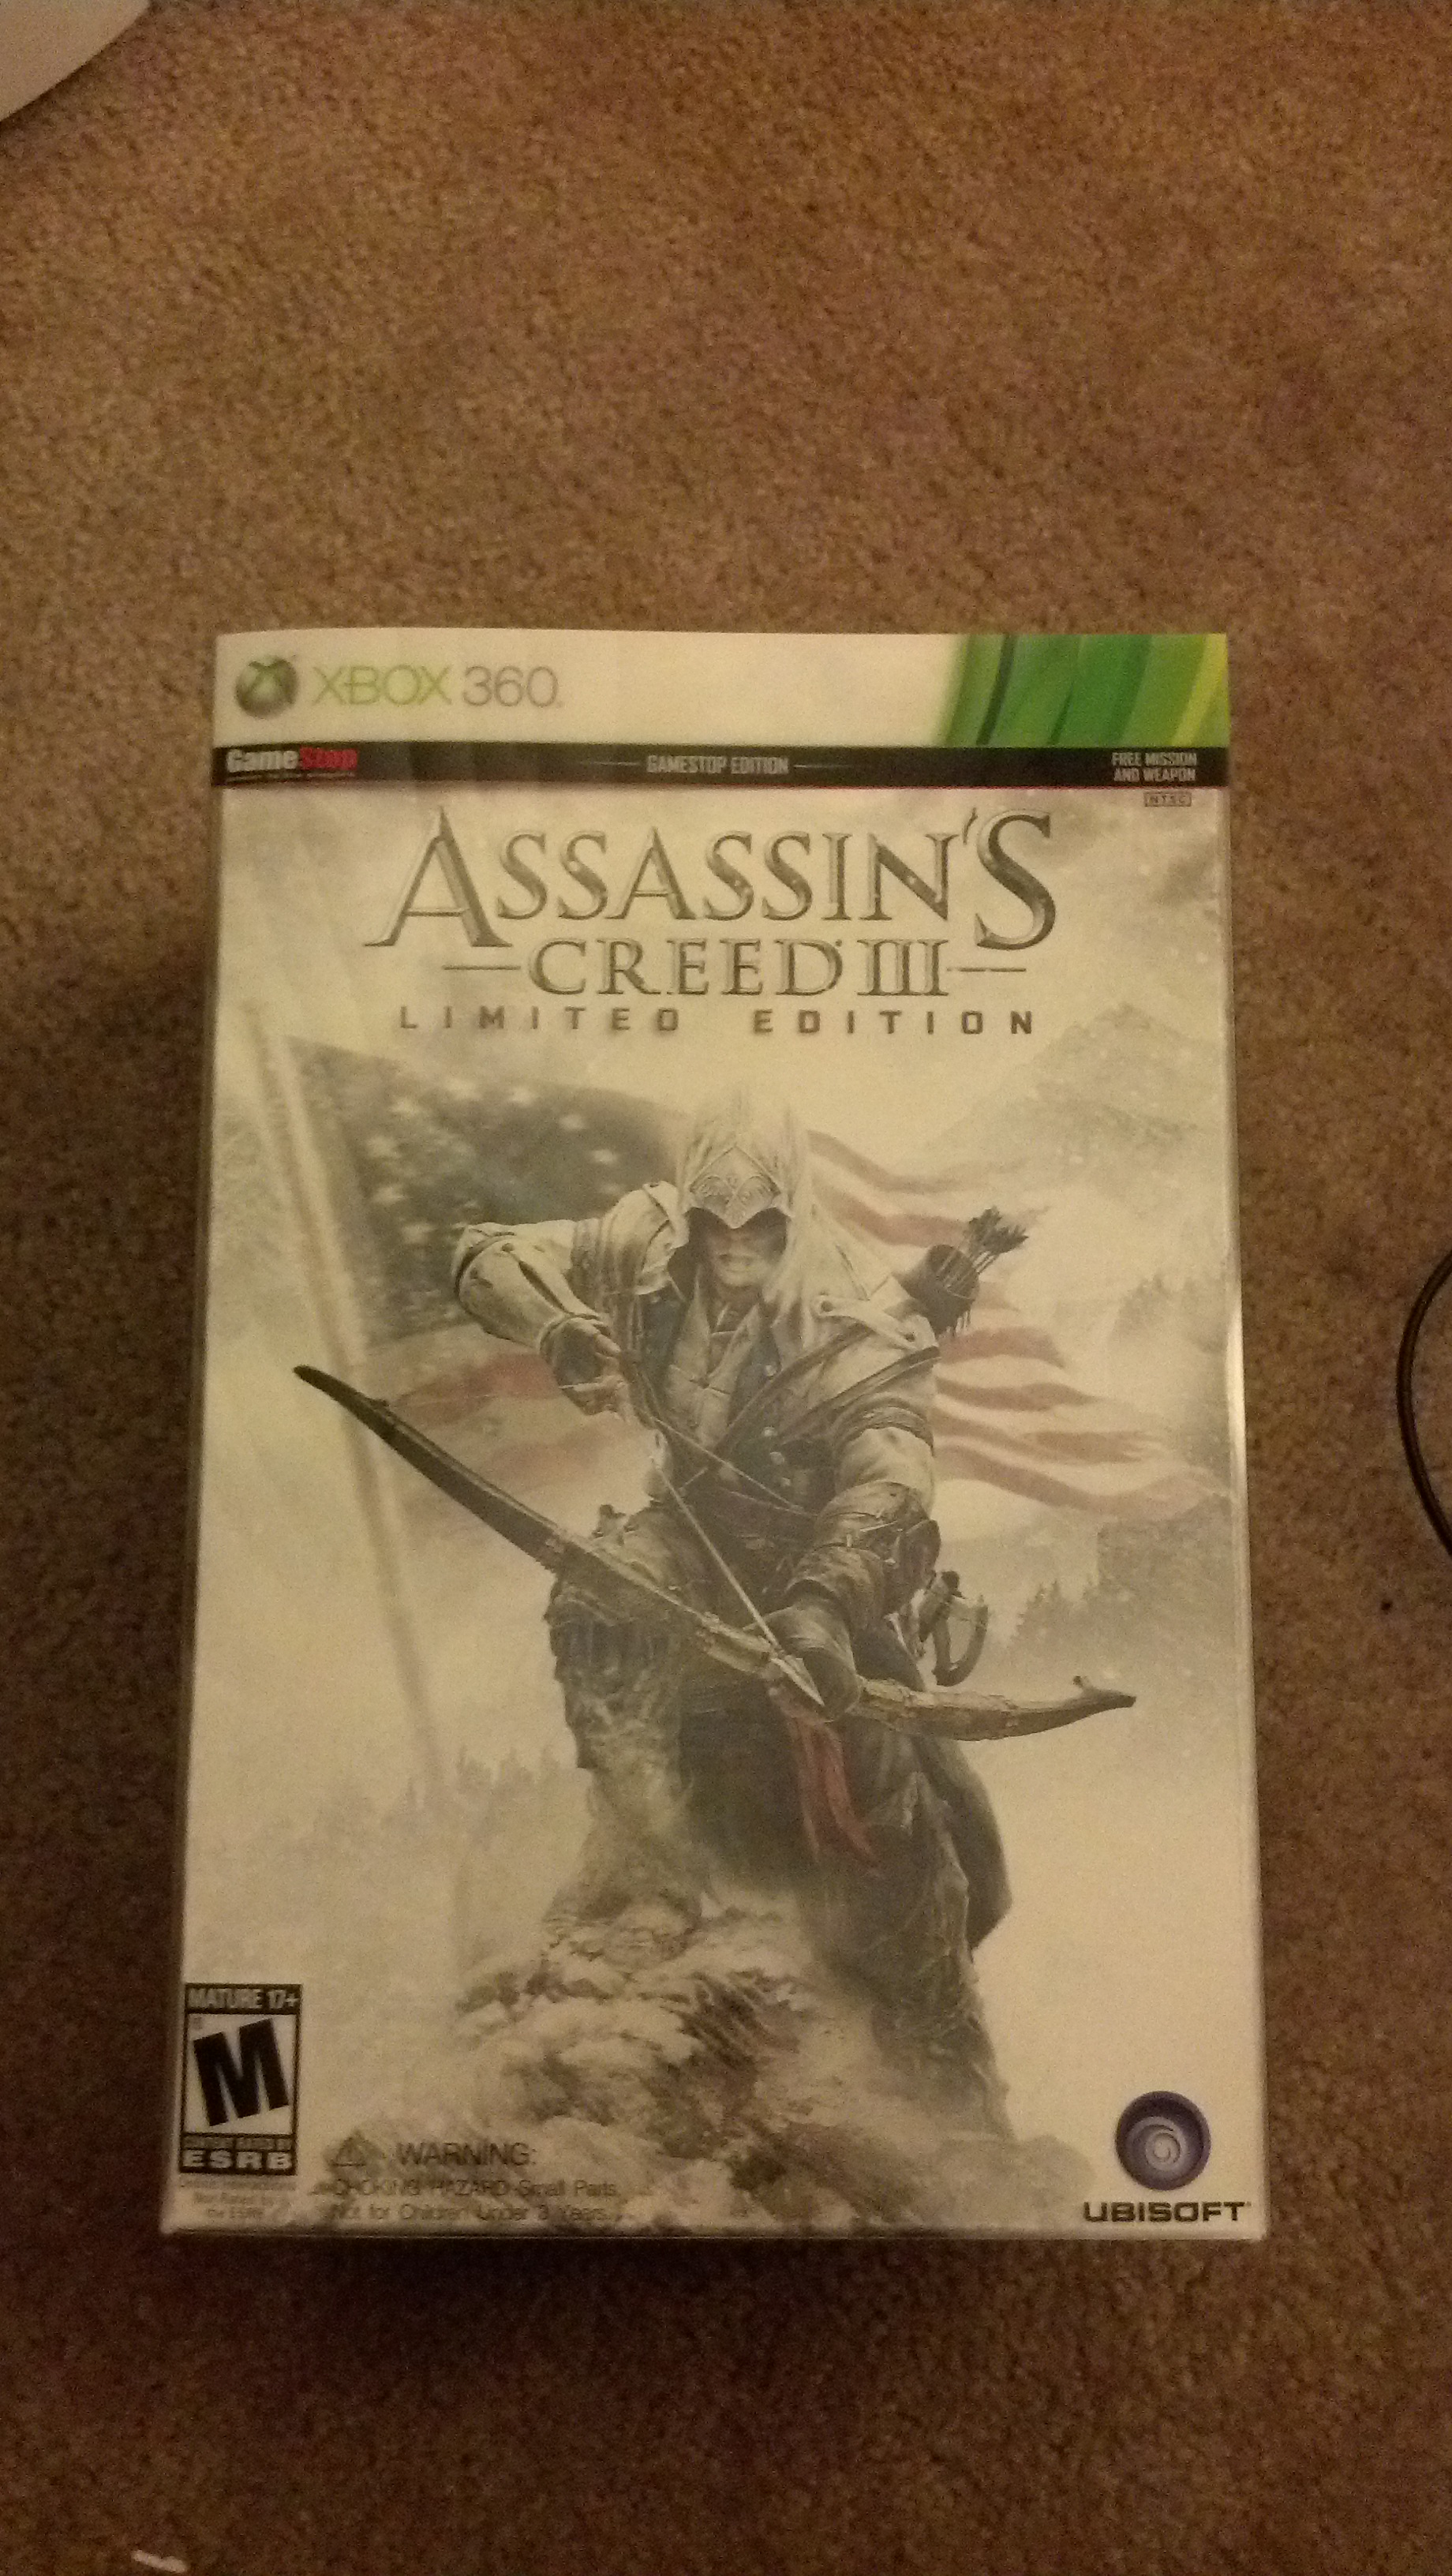 XBOX 360
GameStop
GAMESTOP EDITION
FREE MISSION
AND WEAPON
NTSC
ASSASSIN'S
CREED III
LIMITED EDITION
MATURE 17+
M
ESRB
WARNING:
CHOKING HAZARD-Small Parts.
Not for Children Under 3 Years.
UBISOFT